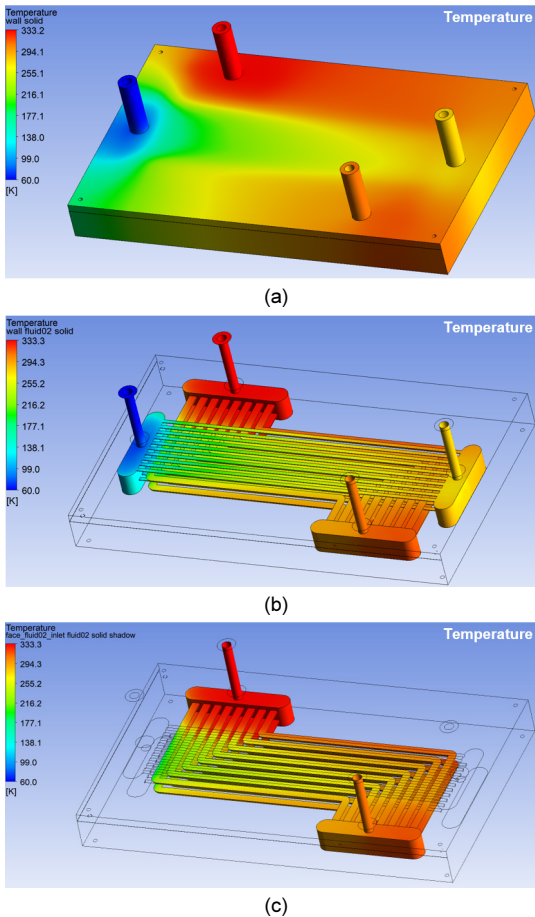 Temperature
wall solid
Temperature
333.2
294.1
255.1
216.1
177.1
138.0
99.0
60.0
[K]
(a)
Temperature
wall fluid02 solid
Temperature
333.3
294.3
255.2
216.2
177.1
138.1
99.0
60.0
[K]
(b)
Temperature
face_fluid02_inlet fluid02 solid shadow
Temperature
333.3
294.3
255.2
216.2
177.1
138.1
99.0
60.0
[K]
(c)